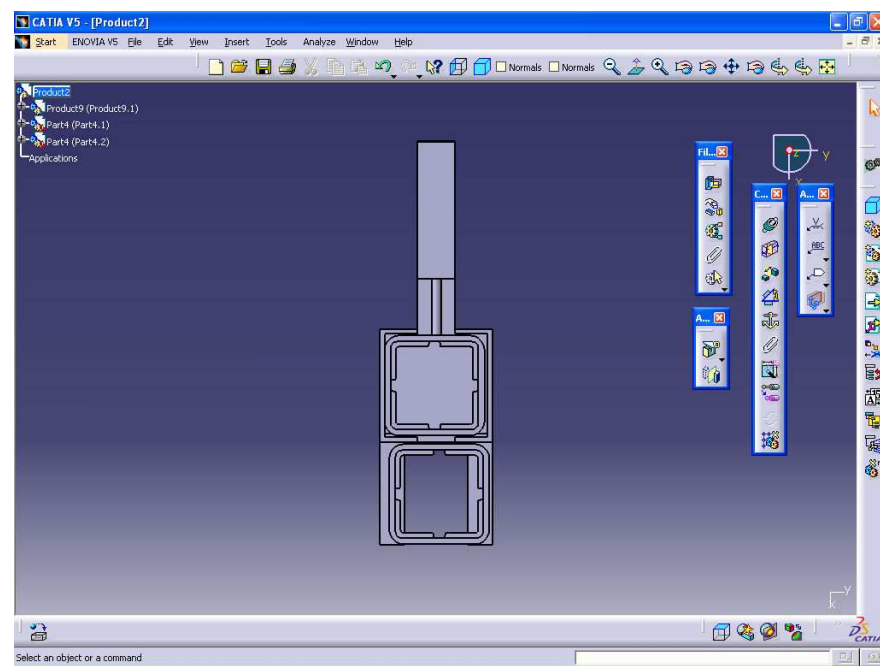 CATIA V5 - [Product2]
Start ENOVIA V5 File Edit View Insert Tools Analyze Window Help
Normals Normals
Product2
Product9 (Product9.1)
Part4 (Part4.1)
Part4 (Part4.2)
Applications
Fil...
z y
x
C... A...
ABC
A...
y
x
CATIA
Select an object or a command